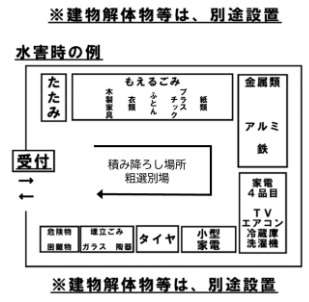 ※建物解体物等は、別途設置
水害時の例
たたみ
もえるごみ
木製家具
衣類
ふとん
プラスチック
紙類
金属類
アルミ
鉄
受付
→
←
積み降ろし場所
粗選別場
家電
４品目
ＴＶ
エアコン
冷蔵庫
洗濯機
危険物
困難物
埋立ごみ
ガラス 陶器
タイヤ
小型
家電
※建物解体物等は、別途設置